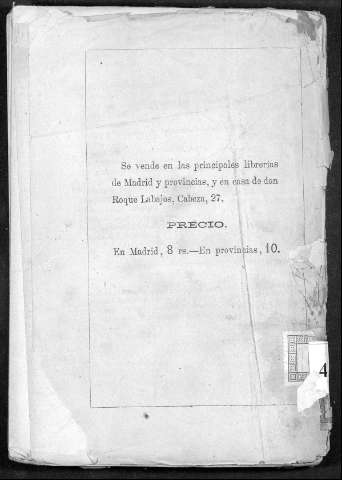 Se vende en las principales librerías
de Madrid y provincias, y en casa de don
Roque Labajos, Cabeza, 27.
PRECIO.
En Madrid, 8 rs.—En provincias, 10.
4